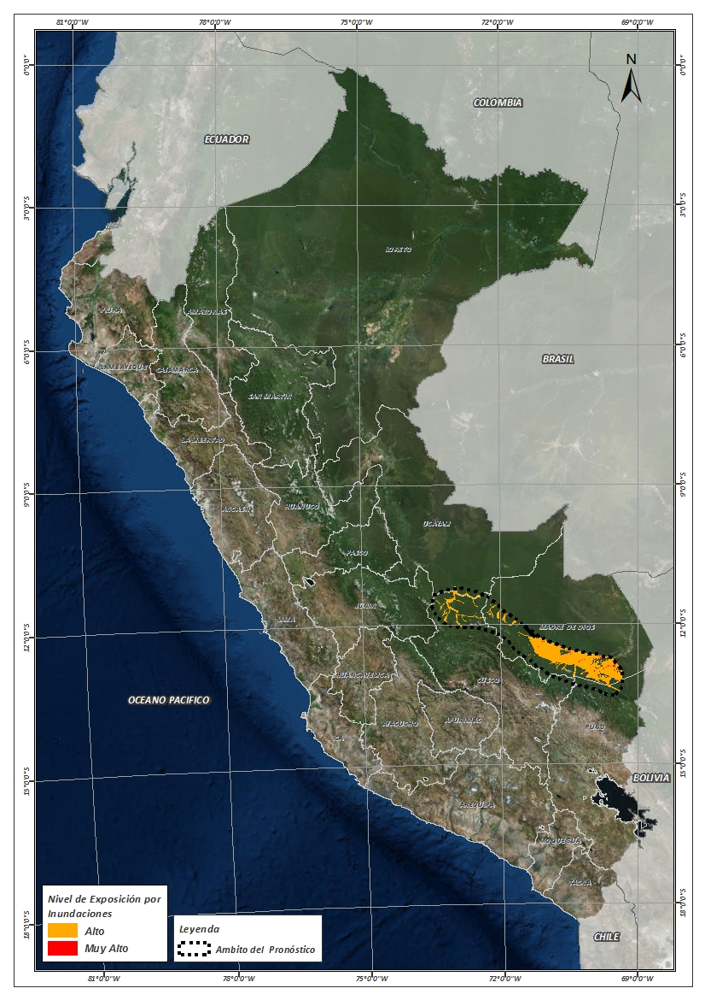 81°0'0"W 78°0'0"W 75°0'0"W 72°0'0"W 69°0'0"W
N
0°0'0" 0°0'0"
COLOMBIA
ECUADOR
3°0'0"S 3°0'0"S
LORETO
PIURA
AMAZONAS
6°0'0"S 6°0'0"S
BRASIL
LAMBAYEQUE
CAJAMARCA
SAN MARTIN
LA LIBERTAD
9°0'0"S 9°0'0"S
ANCASH
HUANUCO
UCAYALI
PASCO
JUNIN
LIMA
MADRE DE DIOS
12°0'0"S 12°0'0"S
HUANCAVELICA
CUSCO
OCEANO PACIFICO
AYACUCHO
APURIMAC
PUNO
ICA
15°0'0"S 15°0'0"S
BOLIVIA
AREQUIPA
MOQUEGUA
TACNA
18°0'0"S 18°0'0"S
CHILE
Nivel de Exposición por
Inundaciones
Alto
Muy Alto
Leyenda
Ambito del Pronóstico
81°0'0"W 78°0'0"W 75°0'0"W 72°0'0"W 69°0'0"W